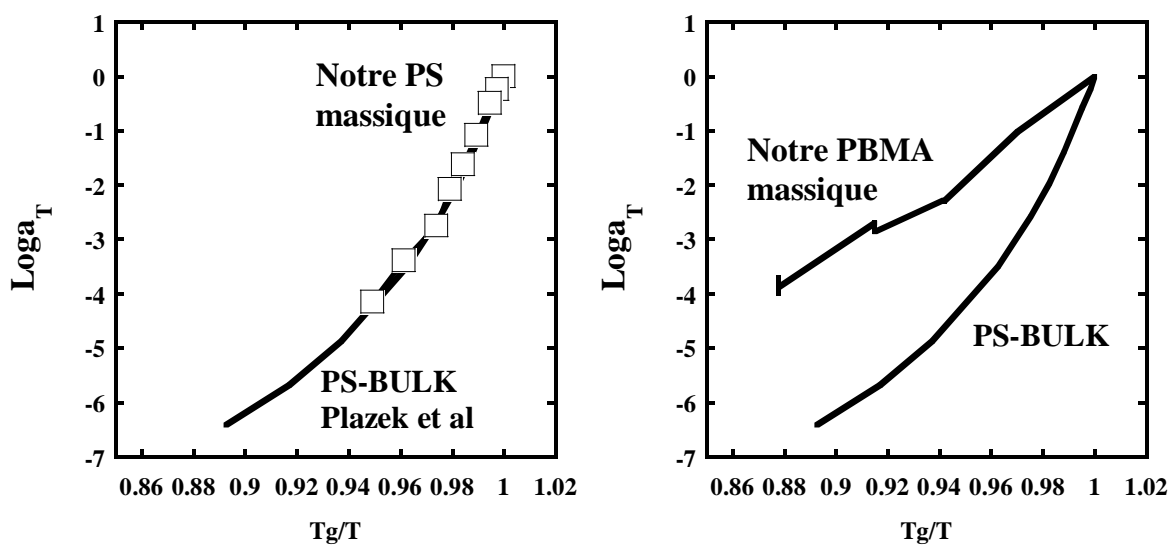 1
0
-1
-2
-3
-4
-5
-6
-7
Loga_T
Notre PS
massique
PS-BULK
Plazek et al
0.86 0.88 0.9 0.92 0.94 0.96 0.98 1 1.02
Tg/T
1
0
-1
-2
-3
-4
-5
-6
-7
Loga_T
Notre PBMA
massique
PS-BULK
0.86 0.88 0.9 0.92 0.94 0.96 0.98 1 1.02
Tg/T